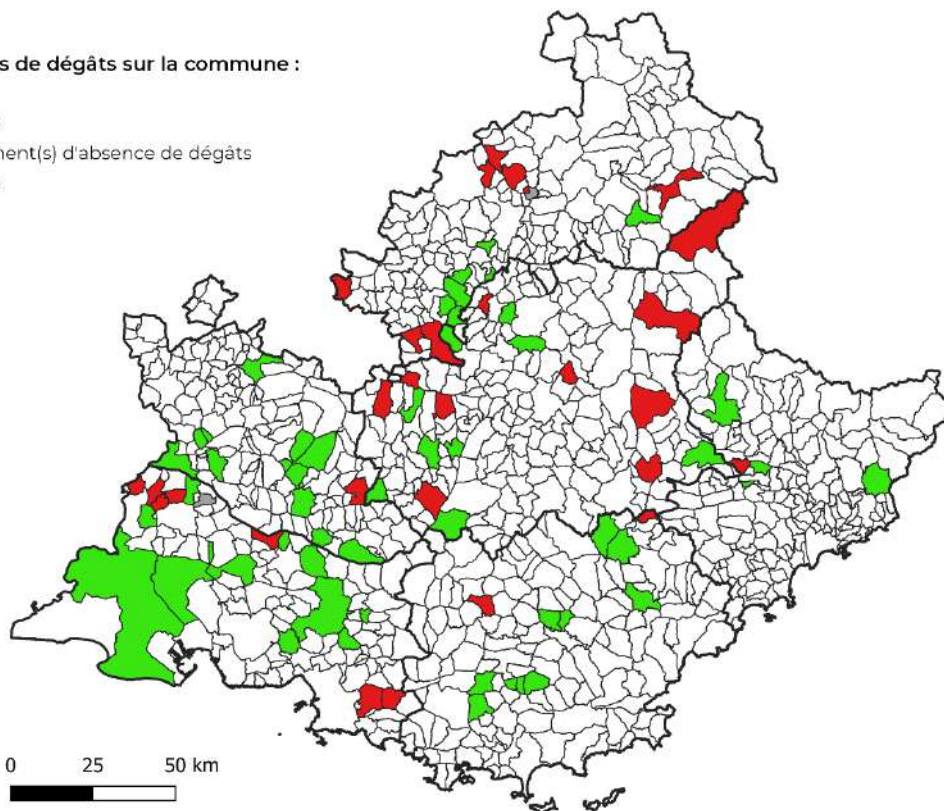 s de dégâts sur la commune :
ment(s) d'absence de dégâts
0 25 50 km